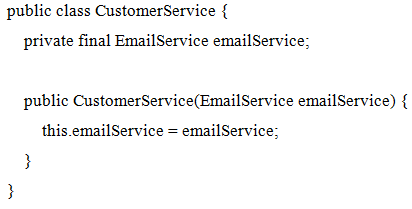 public class CustomerService {
    private final EmailService emailService;

    public CustomerService(EmailService emailService) {
        this.emailService = emailService;
    }
}